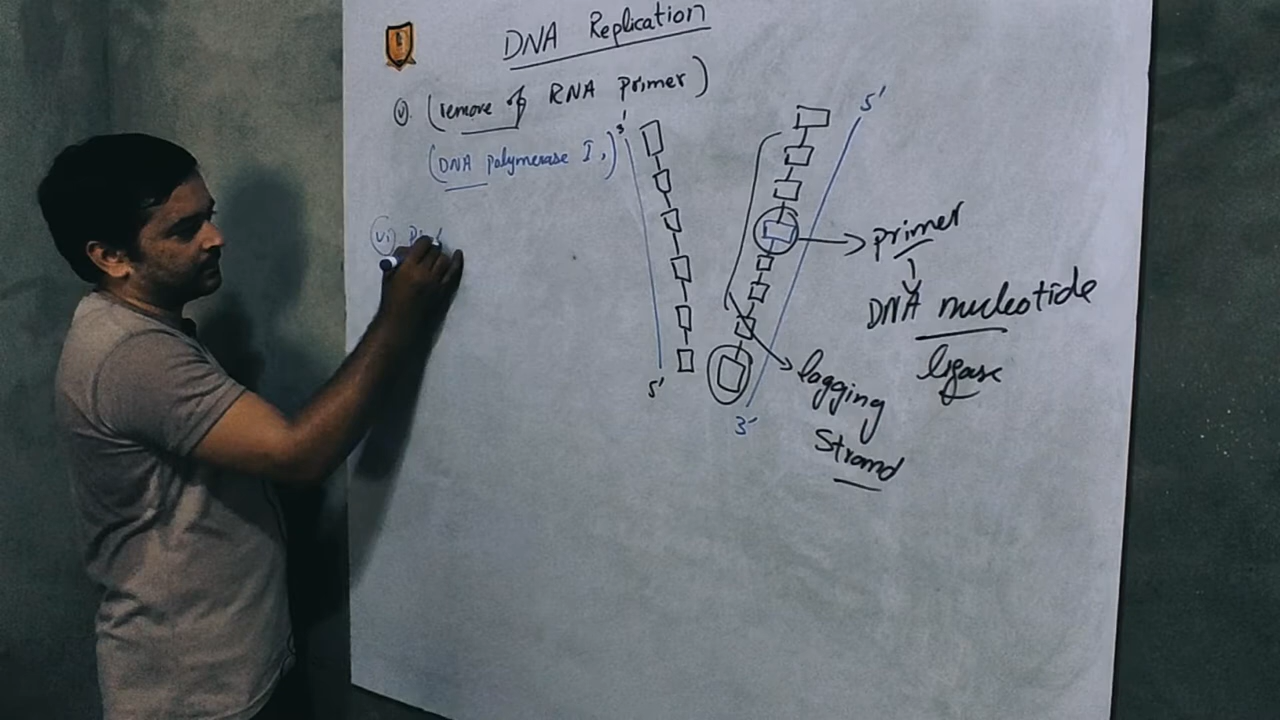 DNA Replication
(v). (remove of RNA primer)
(DNA polymerase I,)
(vi)
3'
5'
5'
3'
primer
DNA nucleotide
ligase
lagging
Strand